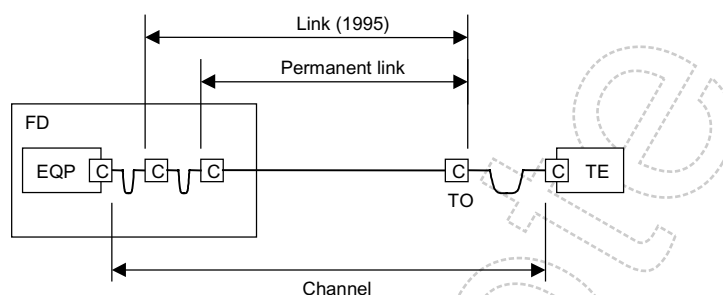 Link (1995)
Permanent link
FD
EQP C C C C C TE
TO
Channel